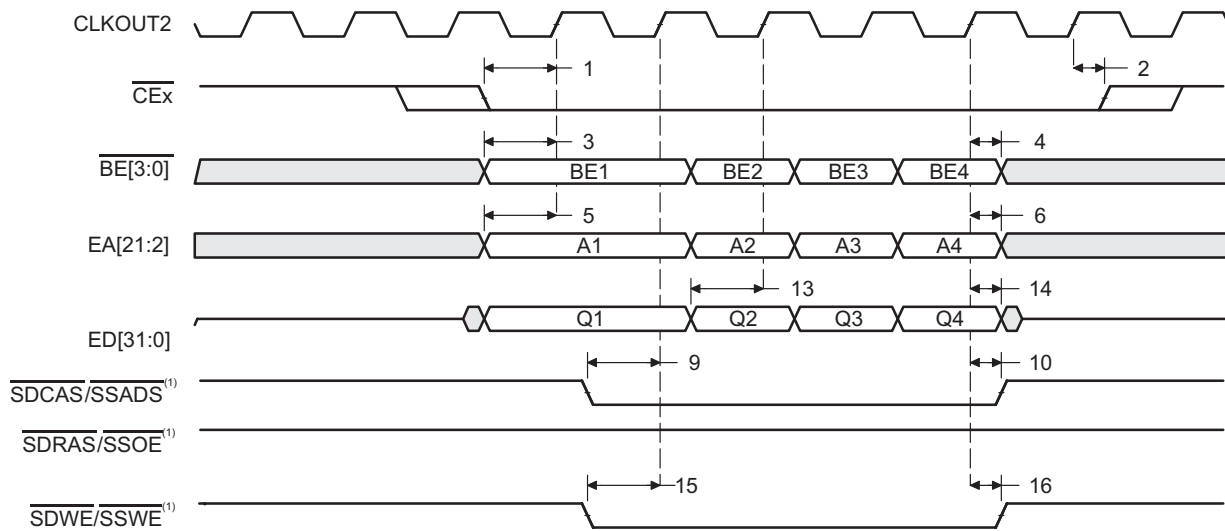 CLKOUT2
1 2
CEx
3 4
BE[3:0] BE1 BE2 BE3 BE4
5 6
EA[21:2] A1 A2 A3 A4
13 14
ED[31:0] Q1 Q2 Q3 Q4
9 10
SDCAS/SSADS(1)
SDRAS/SSOE(1)
15 16
SDWE/SSWE(1)